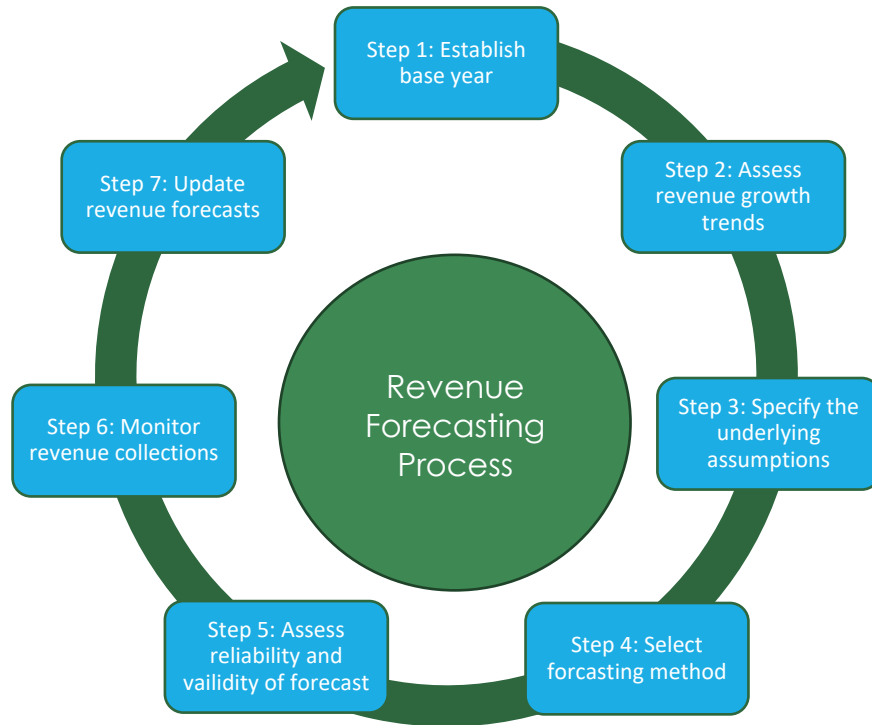 Step 1: Establish
base year
Step 2: Assess
revenue growth
trends
Step 3: Specify the
underlying
assumptions
Step 4: Select
forcasting method
Step 5: Assess
reliability and
vailidity of forecast
Step 6: Monitor
revenue collections
Step 7: Update
revenue forecasts
Revenue
Forecasting
Process